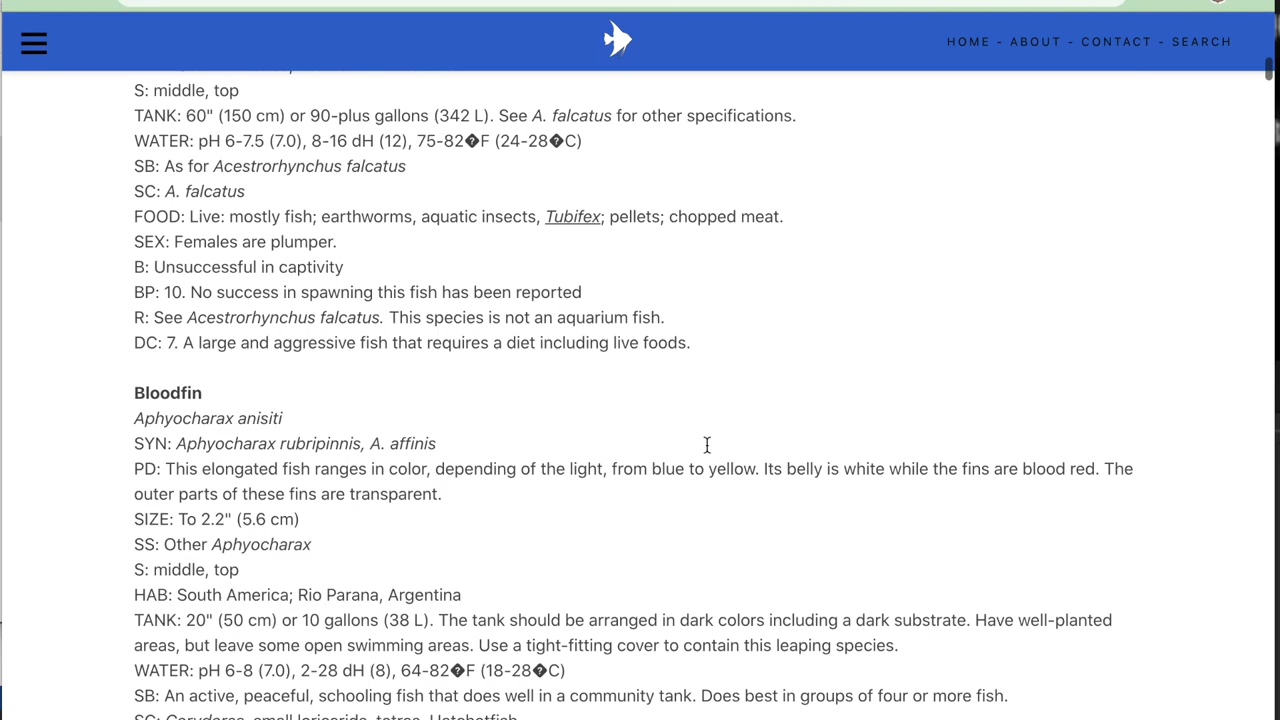 HOME - ABOUT - CONTACT - SEARCH
S: middle, top
TANK: 60" (150 cm) or 90-plus gallons (342 L). See A. falcatus for other specifications.
WATER: pH 6-7.5 (7.0), 8-16 dH (12), 75-82�F (24-28�C)
SB: As for Acestrorhynchus falcatus
SC: A. falcatus
FOOD: Live: mostly fish; earthworms, aquatic insects, Tubifex; pellets; chopped meat.
SEX: Females are plumper.
B: Unsuccessful in captivity
BP: 10. No success in spawning this fish has been reported
R: See Acestrorhynchus falcatus. This species is not an aquarium fish.
DC: 7. A large and aggressive fish that requires a diet including live foods.
Bloodfin
Aphyocharax anisiti
SYN: Aphyocharax rubripinnis, A. affinis
PD: This elongated fish ranges in color, depending of the light, from blue to yellow. Its belly is white while the fins are blood red. The
outer parts of these fins are transparent.
SIZE: To 2.2" (5.6 cm)
SS: Other Aphyocharax
S: middle, top
HAB: South America; Rio Parana, Argentina
TANK: 20" (50 cm) or 10 gallons (38 L). The tank should be arranged in dark colors including a dark substrate. Have well-planted
areas, but leave some open swimming areas. Use a tight-fitting cover to contain this leaping species.
WATER: pH 6-8 (7.0), 2-28 dH (8), 64-82�F (18-28�C)
SB: An active, peaceful, schooling fish that does well in a community tank. Does best in groups of four or more fish.
SC: Corydoras, small loricarids, tetras, Hatchetfish